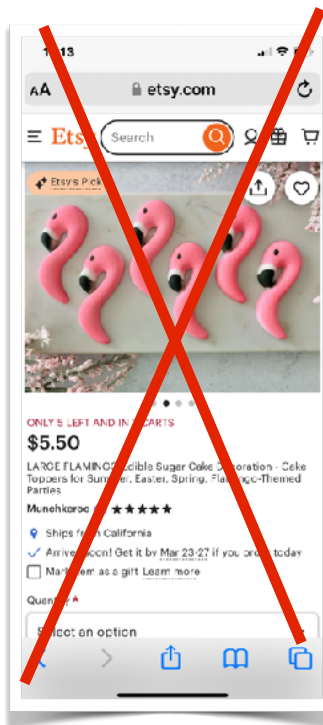 AA etsy.com
Etsy Search
Etsy's Pick
ONLY 5 LEFT AND IN CARTS
$5.50
LARGE FLAMINGO Edible Sugar Cake Decoration - Cake
Toppers for Summer, Easter, Spring, Flamingo-Themed
Parties
★★★★★
Ships from California
Arrives soon! Get it by Mar 23-27 if you order today
Mark item as a gift Learn more
Quantity *
Select an option